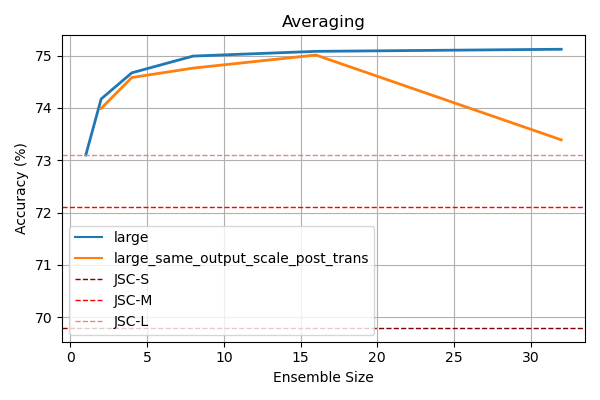 Averaging
Accuracy (%)
75
74
73
72
71
70
large
large_same_output_scale_post_trans
JSC-S
JSC-M
JSC-L
0 5 10 15 20 25 30
Ensemble Size